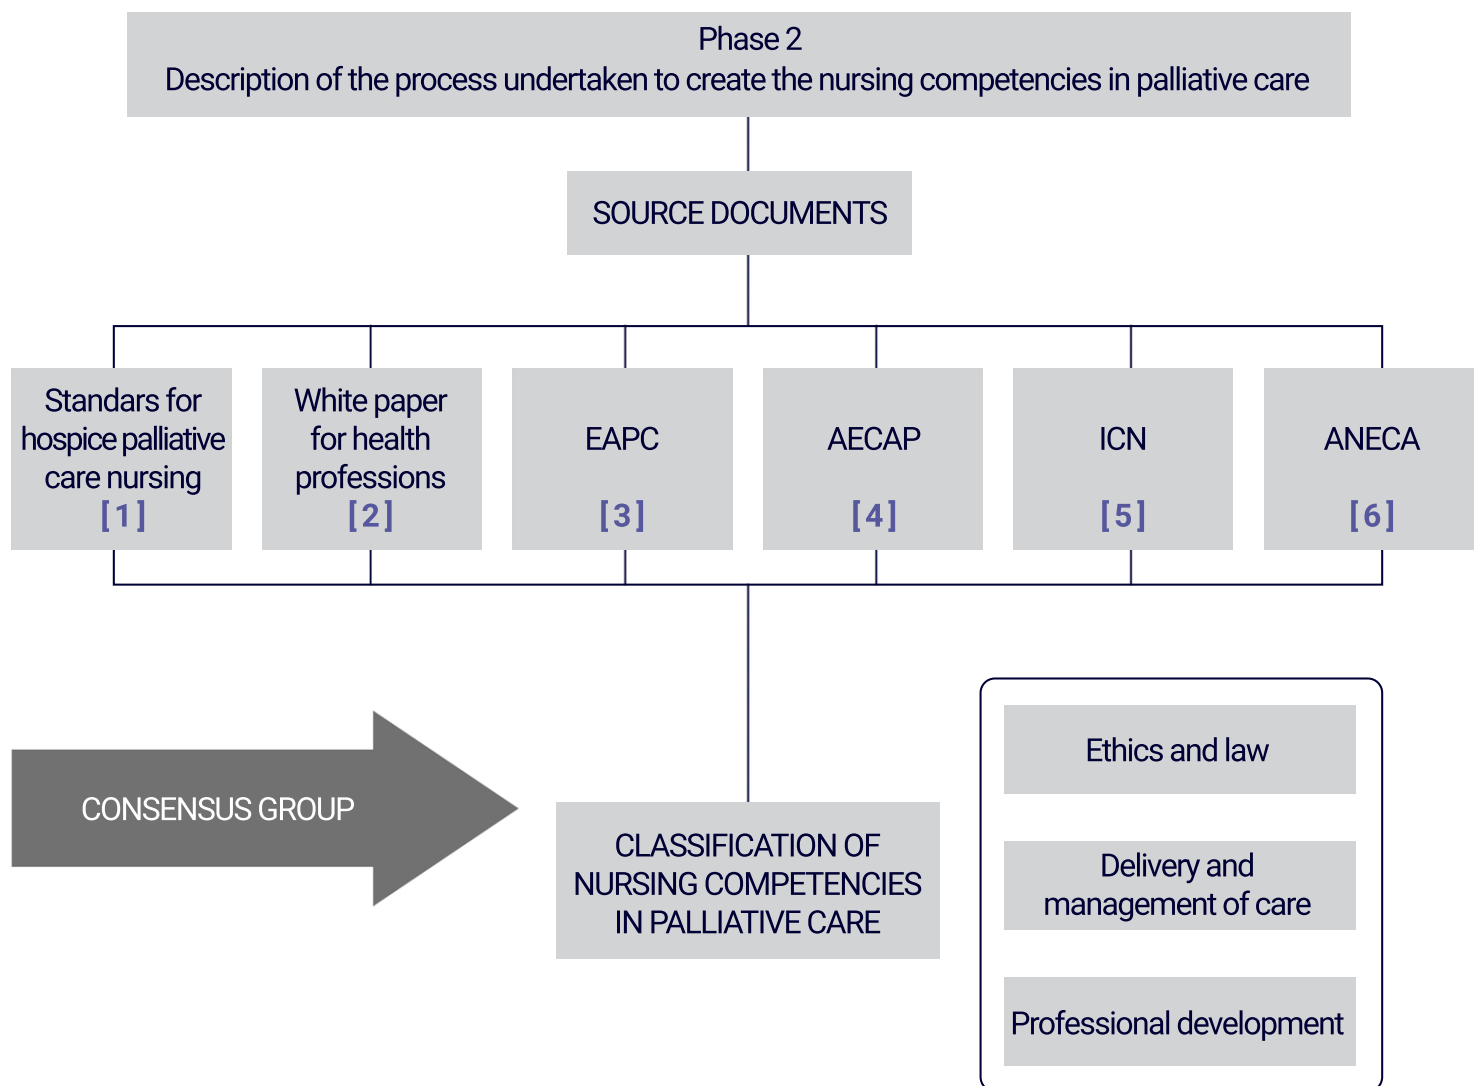 Phase 2
Description of the process undertaken to create the nursing competencies in palliative care
SOURCE DOCUMENTS
Standars for
hospice palliative
care nursing
[1]
White paper
for health
professions
[2]
EAPC
[3]
AECAP
[4]
ICN
[5]
ANECA
[6]
CONSENSUS GROUP
CLASSIFICATION OF
NURSING COMPETENCIES
IN PALLIATIVE CARE
Ethics and law
Delivery and
management of care
Professional development